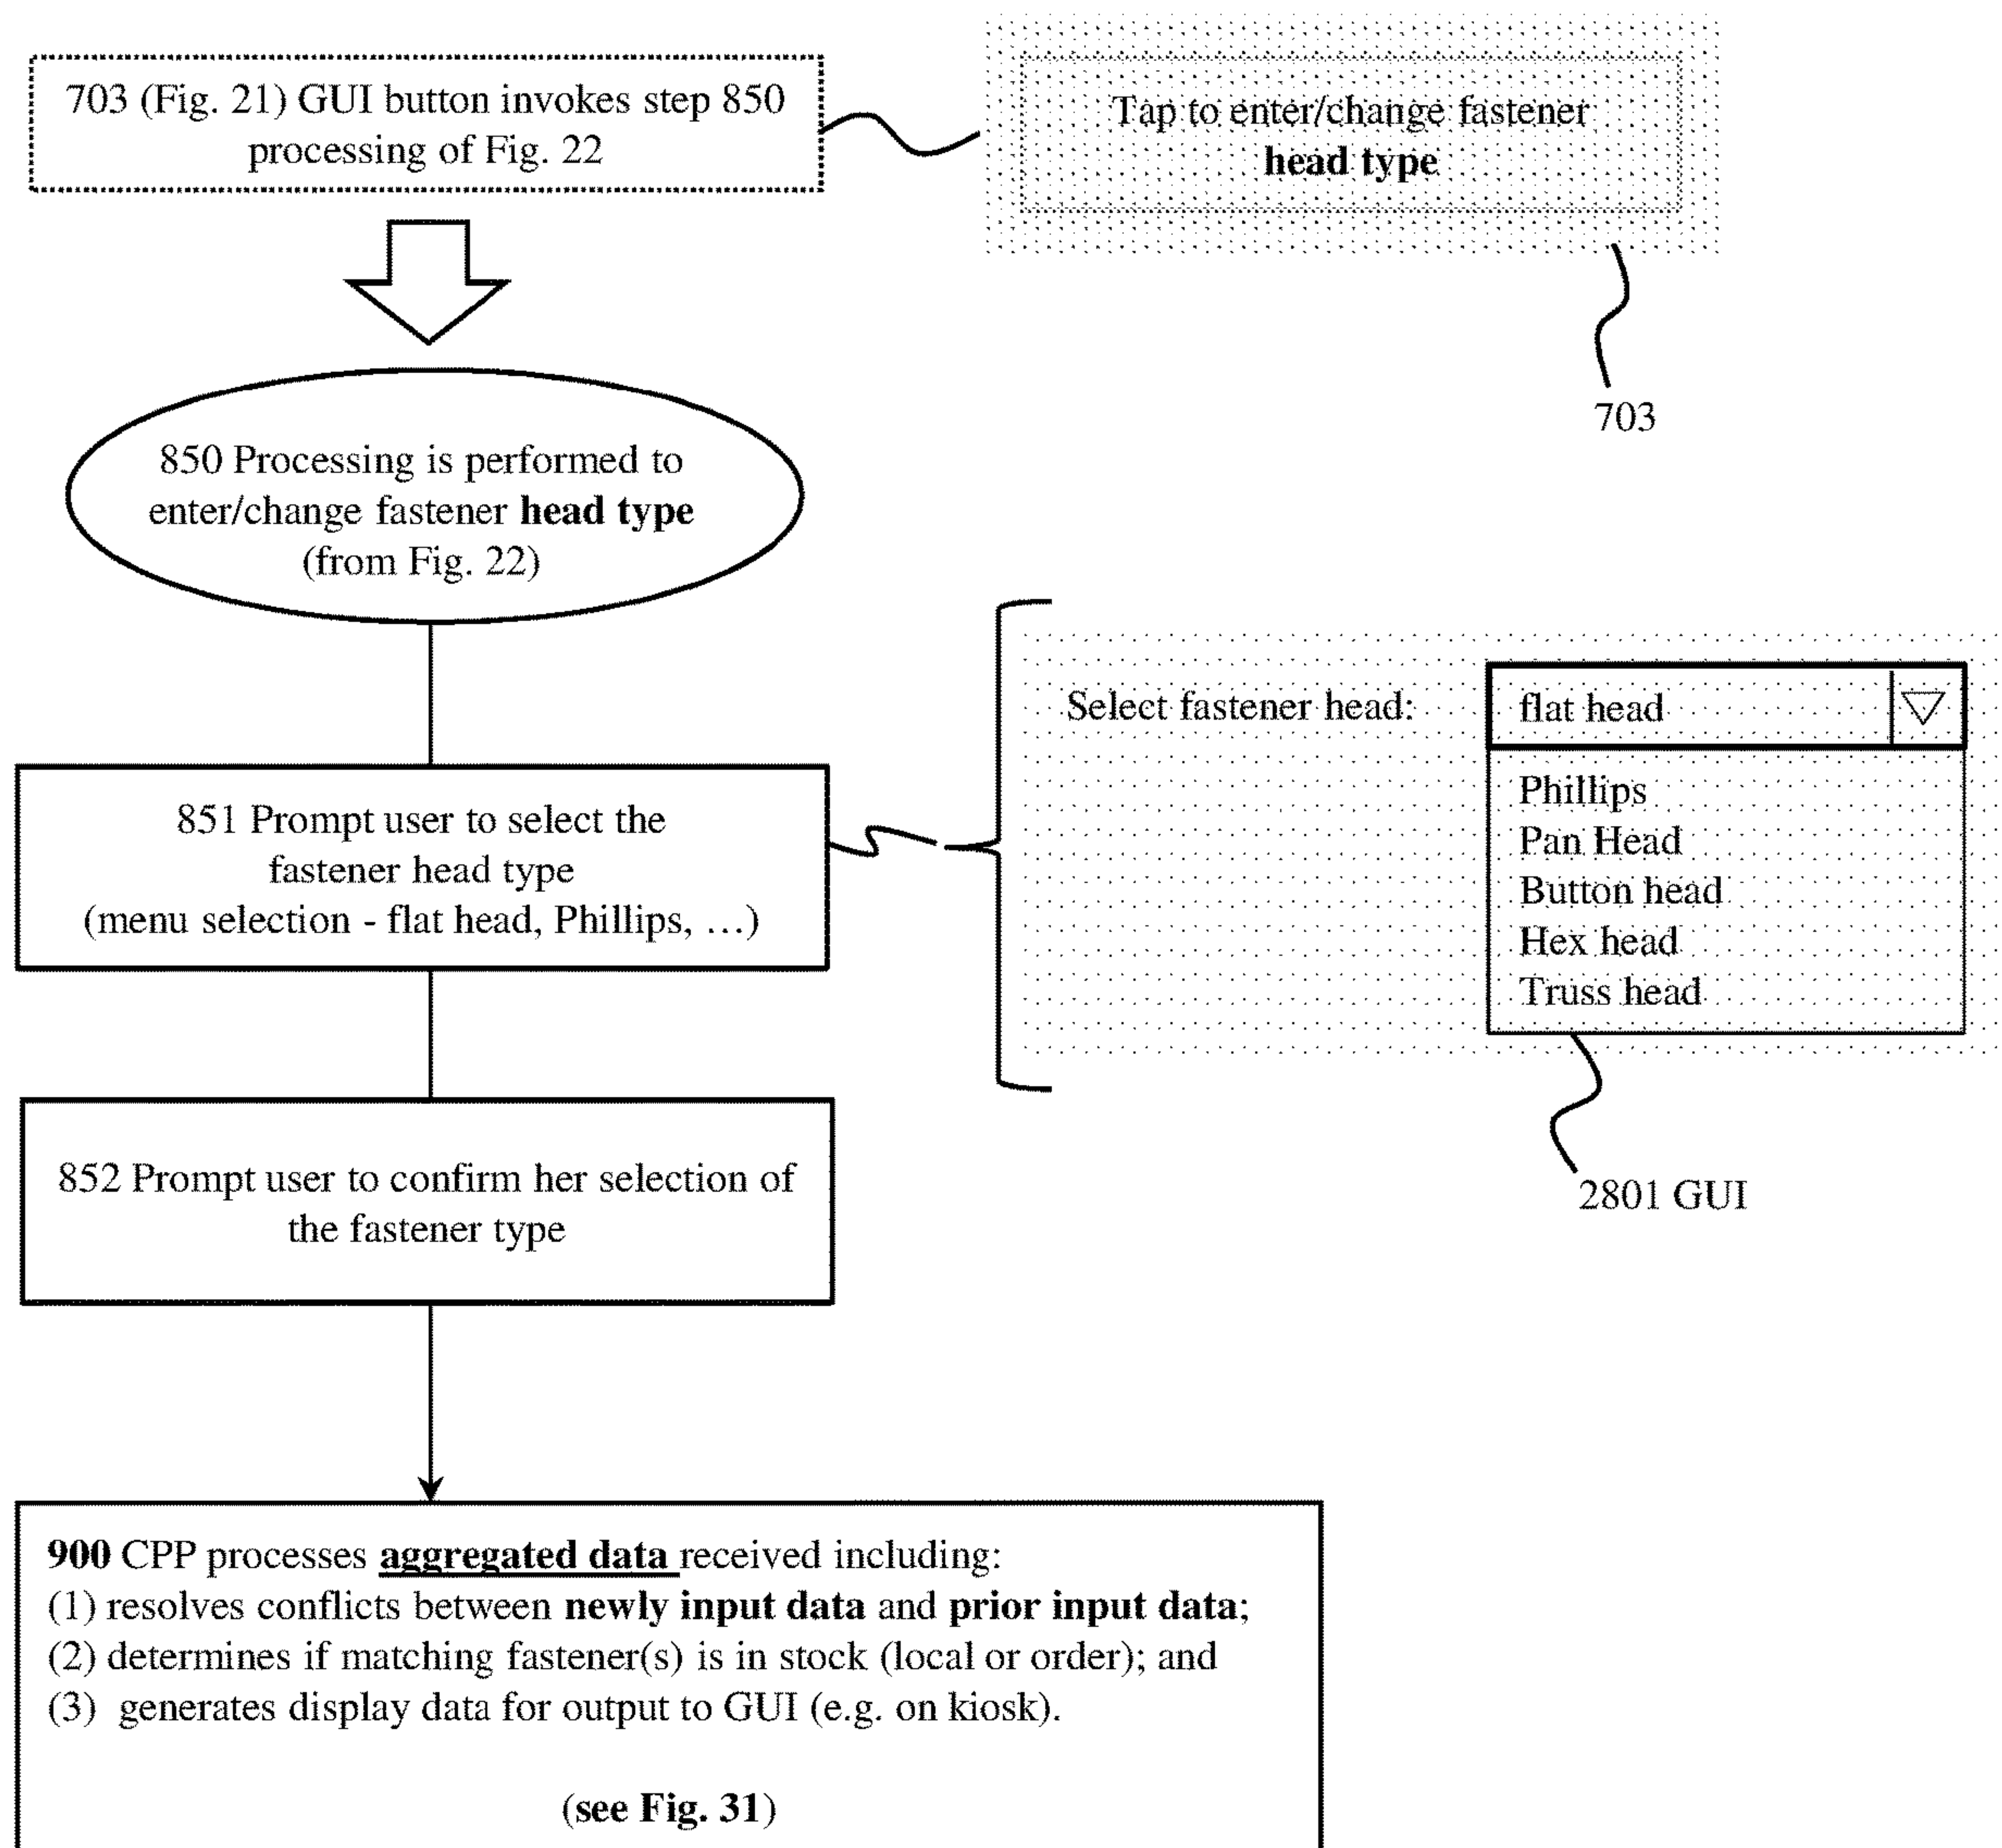 703 (Fig. 21) GUI button invokes step 850
processing of Fig. 22
Tap to enter/change fastener
head type
703
850 Processing is performed to
enter/change fastener head type
(from Fig. 22)
Select fastener head:
flat head
Phillips
Pan Head
Button head
Hex head
Truss head
2801 GUI
851 Prompt user to select the
fastener head type
(menu selection - flat head, Phillips, …)
852 Prompt user to confirm her selection of
the fastener type
900 CPP processes aggregated data received including:
(1) resolves conflicts between newly input data and prior input data;
(2) determines if matching fastener(s) is in stock (local or order); and
(3) generates display data for output to GUI (e.g. on kiosk).
(see Fig. 31)